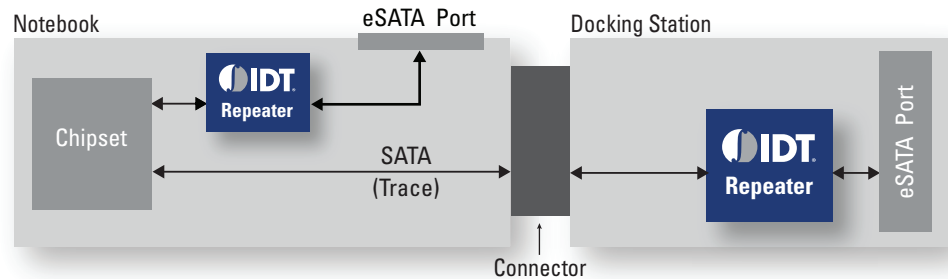 Notebook
eSATA Port
Docking Station
IDT.
Repeater
Chipset
SATA
(Trace)
IDT.
Repeater
eSATA Port
Connector